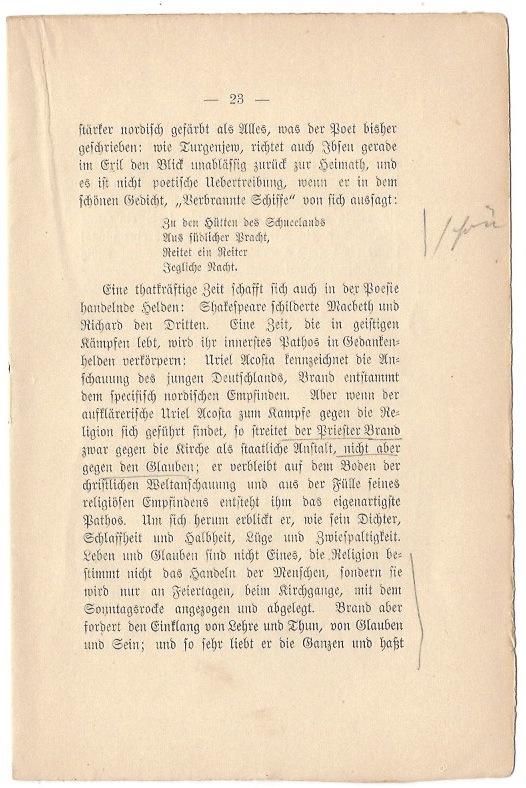 — 23 —
stärker nordisch gefärbt als Alles, was der Poet bisher
geschrieben: wie Turgenjew, richtet auch Ibsen gerade
im Exil den Blick unablässig zurück zur Heimath, und
es ist nicht poetische Uebertreibung, wenn er in dem
schönen Gedicht, „Verbrannte Schiffe“ von sich aussagt:
Zu den Hütten des Schneelands
Aus südlicher Pracht,
Reitet ein Reiter
Jegliche Nacht.
schön
Eine thatkräftige Zeit schafft sich auch in der Poesie
handelnde Helden: Shakespeare schilderte Macbeth und
Richard den Dritten. Eine Zeit, die in geistigen
Kämpfen lebt, wird ihr innerstes Pathos in Gedanken-
helden verkörpern: Uriel Acosta kennzeichnet die An-
schauung des jungen Deutschlands, Brand entstammt
dem specifisch nordischen Empfinden. Aber wenn der
aufklärerische Uriel Acosta zum Kampfe gegen die Re-
ligion sich geführt findet, so streitet der Priester Brand
zwar gegen die Kirche als staatliche Anstalt, nicht aber
gegen den Glauben; er verbleibt auf dem Boden der
christlichen Weltanschauung und aus der Fülle seines
religiösen Empfindens entsteht ihm das eigenartigste
Pathos. Um sich herum erblickt er, wie sein Dichter,
Schlaffheit und Halbheit, Lüge und Zwiespaltigkeit.
Leben und Glauben sind nicht Eines, die Religion be-
stimmt nicht das Handeln der Menschen, sondern sie
wird nur an Feiertagen, beim Kirchgange, mit dem
Sonntagsrocke angezogen und abgelegt. Brand aber
fordert den Einklang von Lehre und Thun, von Glauben
und Sein; und so sehr liebt er die Ganzen und haßt